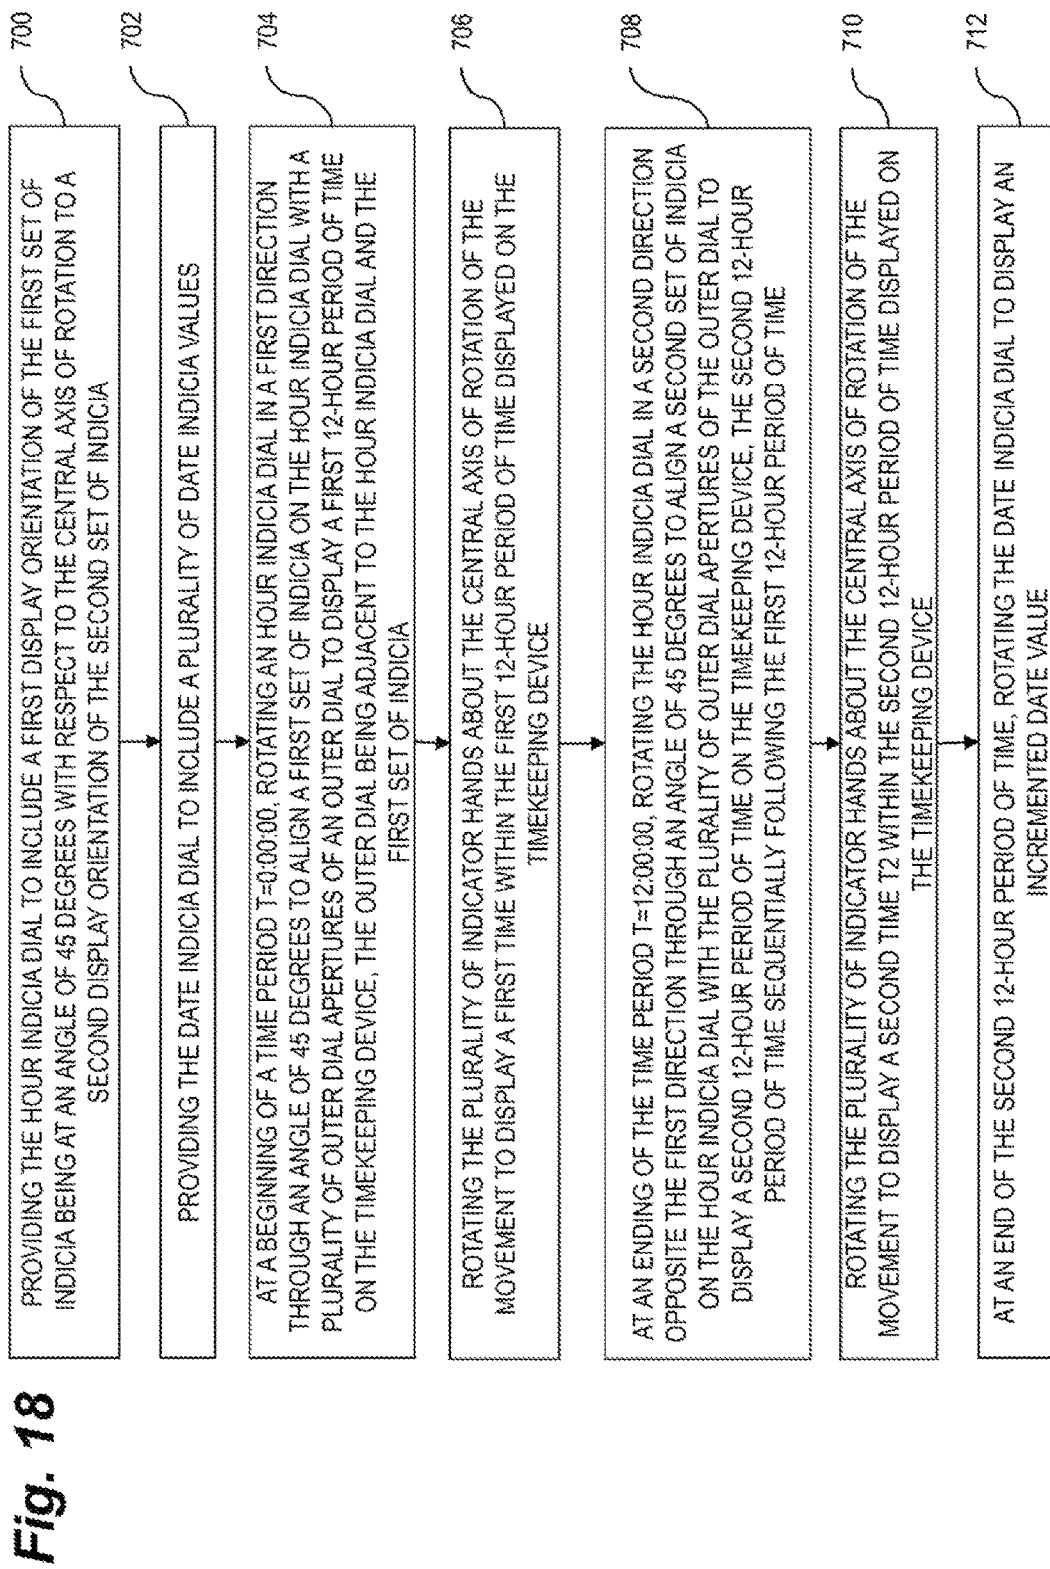 Fig. 18
PROVIDING THE HOUR INDICIA DIAL TO INCLUDE A FIRST DISPLAY ORIENTATION OF THE FIRST SET OF
INDICIA BEING AT AN ANGLE OF 45 DEGREES WITH RESPECT TO THE CENTRAL AXIS OF ROTATION TO A
SECOND DISPLAY ORIENTATION OF THE SECOND SET OF INDICIA
700
PROVIDING THE DATE INDICIA DIAL TO INCLUDE A PLURALITY OF DATE INDICIA VALUES
702
AT A BEGINNING OF A TIME PERIOD T=0:00:00, ROTATING AN HOUR INDICIA DIAL IN A FIRST DIRECTION
THROUGH AN ANGLE OF 45 DEGREES TO ALIGN A FIRST SET OF INDICIA ON THE HOUR INDICIA DIAL WITH A
PLURALITY OF OUTER DIAL APERTURES OF AN OUTER DIAL TO DISPLAY A FIRST 12-HOUR PERIOD OF TIME
ON THE TIMEKEEPING DEVICE, THE OUTER DIAL BEING ADJACENT TO THE HOUR INDICIA DIAL AND THE
FIRST SET OF INDICIA
704
ROTATING THE PLURALITY OF INDICATOR HANDS ABOUT THE CENTRAL AXIS OF ROTATION OF THE
MOVEMENT TO DISPLAY A FIRST TIME WITHIN THE FIRST 12-HOUR PERIOD OF TIME DISPLAYED ON THE
TIMEKEEPING DEVICE
706
AT AN ENDING OF THE TIME PERIOD T=12:00:00, ROTATING THE HOUR INDICIA DIAL IN A SECOND DIRECTION
OPPOSITE THE FIRST DIRECTION THROUGH AN ANGLE OF 45 DEGREES TO ALIGN A SECOND SET OF INDICIA
ON THE HOUR INDICIA DIAL WITH THE PLURALITY OF OUTER DIAL APERTURES OF THE OUTER DIAL TO
DISPLAY A SECOND 12-HOUR PERIOD OF TIME ON THE TIMEKEEPING DEVICE, THE SECOND 12-HOUR
PERIOD OF TIME SEQUENTIALLY FOLLOWING THE FIRST 12-HOUR PERIOD OF TIME
708
ROTATING THE PLURALITY OF INDICATOR HANDS ABOUT THE CENTRAL AXIS OF ROTATION OF THE
MOVEMENT TO DISPLAY A SECOND TIME T2 WITHIN THE SECOND 12-HOUR PERIOD OF TIME DISPLAYED ON
THE TIMEKEEPING DEVICE
710
AT AN END OF THE SECOND 12-HOUR PERIOD OF TIME, ROTATING THE DATE INDICIA DIAL TO DISPLAY AN
INCREMENTED DATE VALUE
712